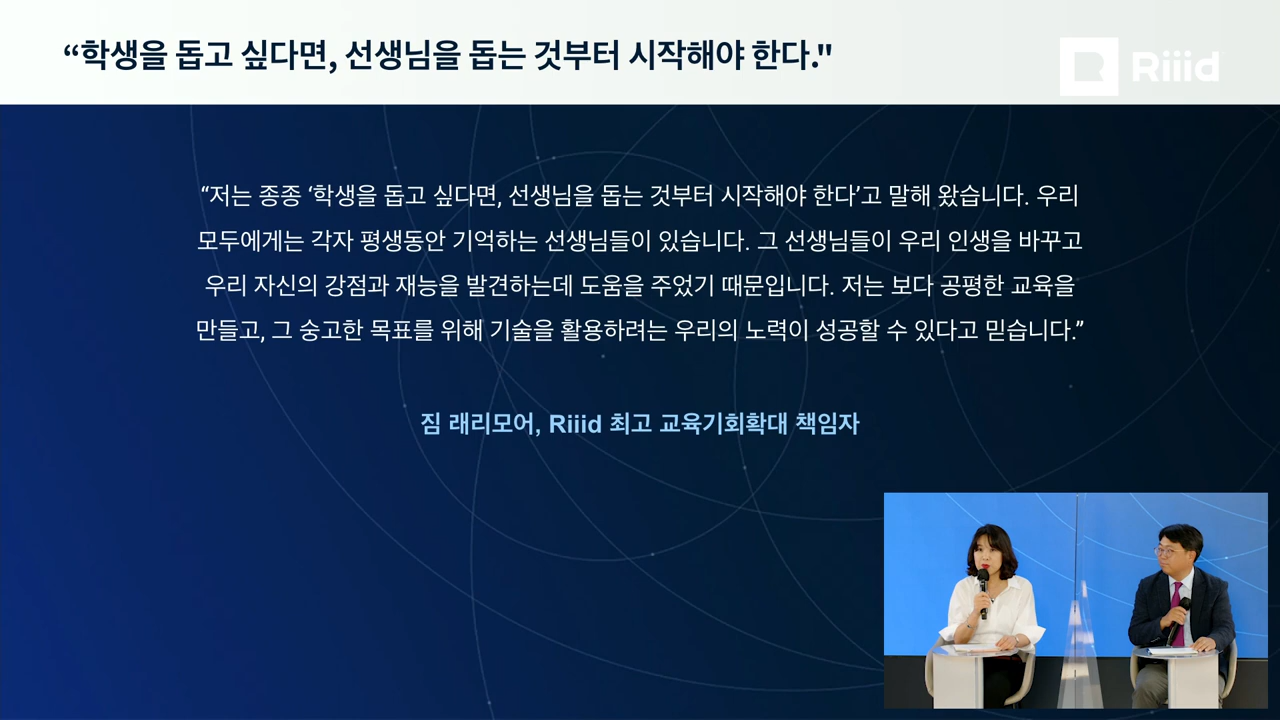 “학생을 돕고 싶다면, 선생님을 돕는 것부터 시작해야 한다."
Riiid
“저는 종종 ‘학생을 돕고 싶다면, 선생님을 돕는 것부터 시작해야 한다’고 말해 왔습니다. 우리
모두에게는 각자 평생동안 기억하는 선생님들이 있습니다. 그 선생님들이 우리 인생을 바꾸고
우리 자신의 강점과 재능을 발견하는데 도움을 주었기 때문입니다. 저는 보다 공평한 교육을
만들고, 그 숭고한 목표를 위해 기술을 활용하려는 우리의 노력이 성공할 수 있다고 믿습니다.”
짐 래리모어, Riiid 최고 교육기회확대 책임자